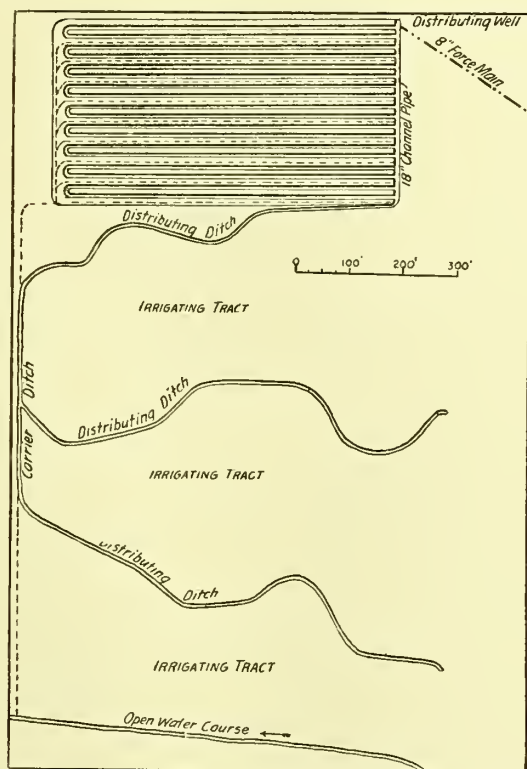 Distributing Well
8" Force Main
18" Channel Pipe
Distributing Ditch
0 100' 200' 300'
IRRIGATING TRACT
Carrier Ditch
Distributing Ditch
IRRIGATING TRACT
Distributing Ditch
IRRIGATING TRACT
Open Water Course